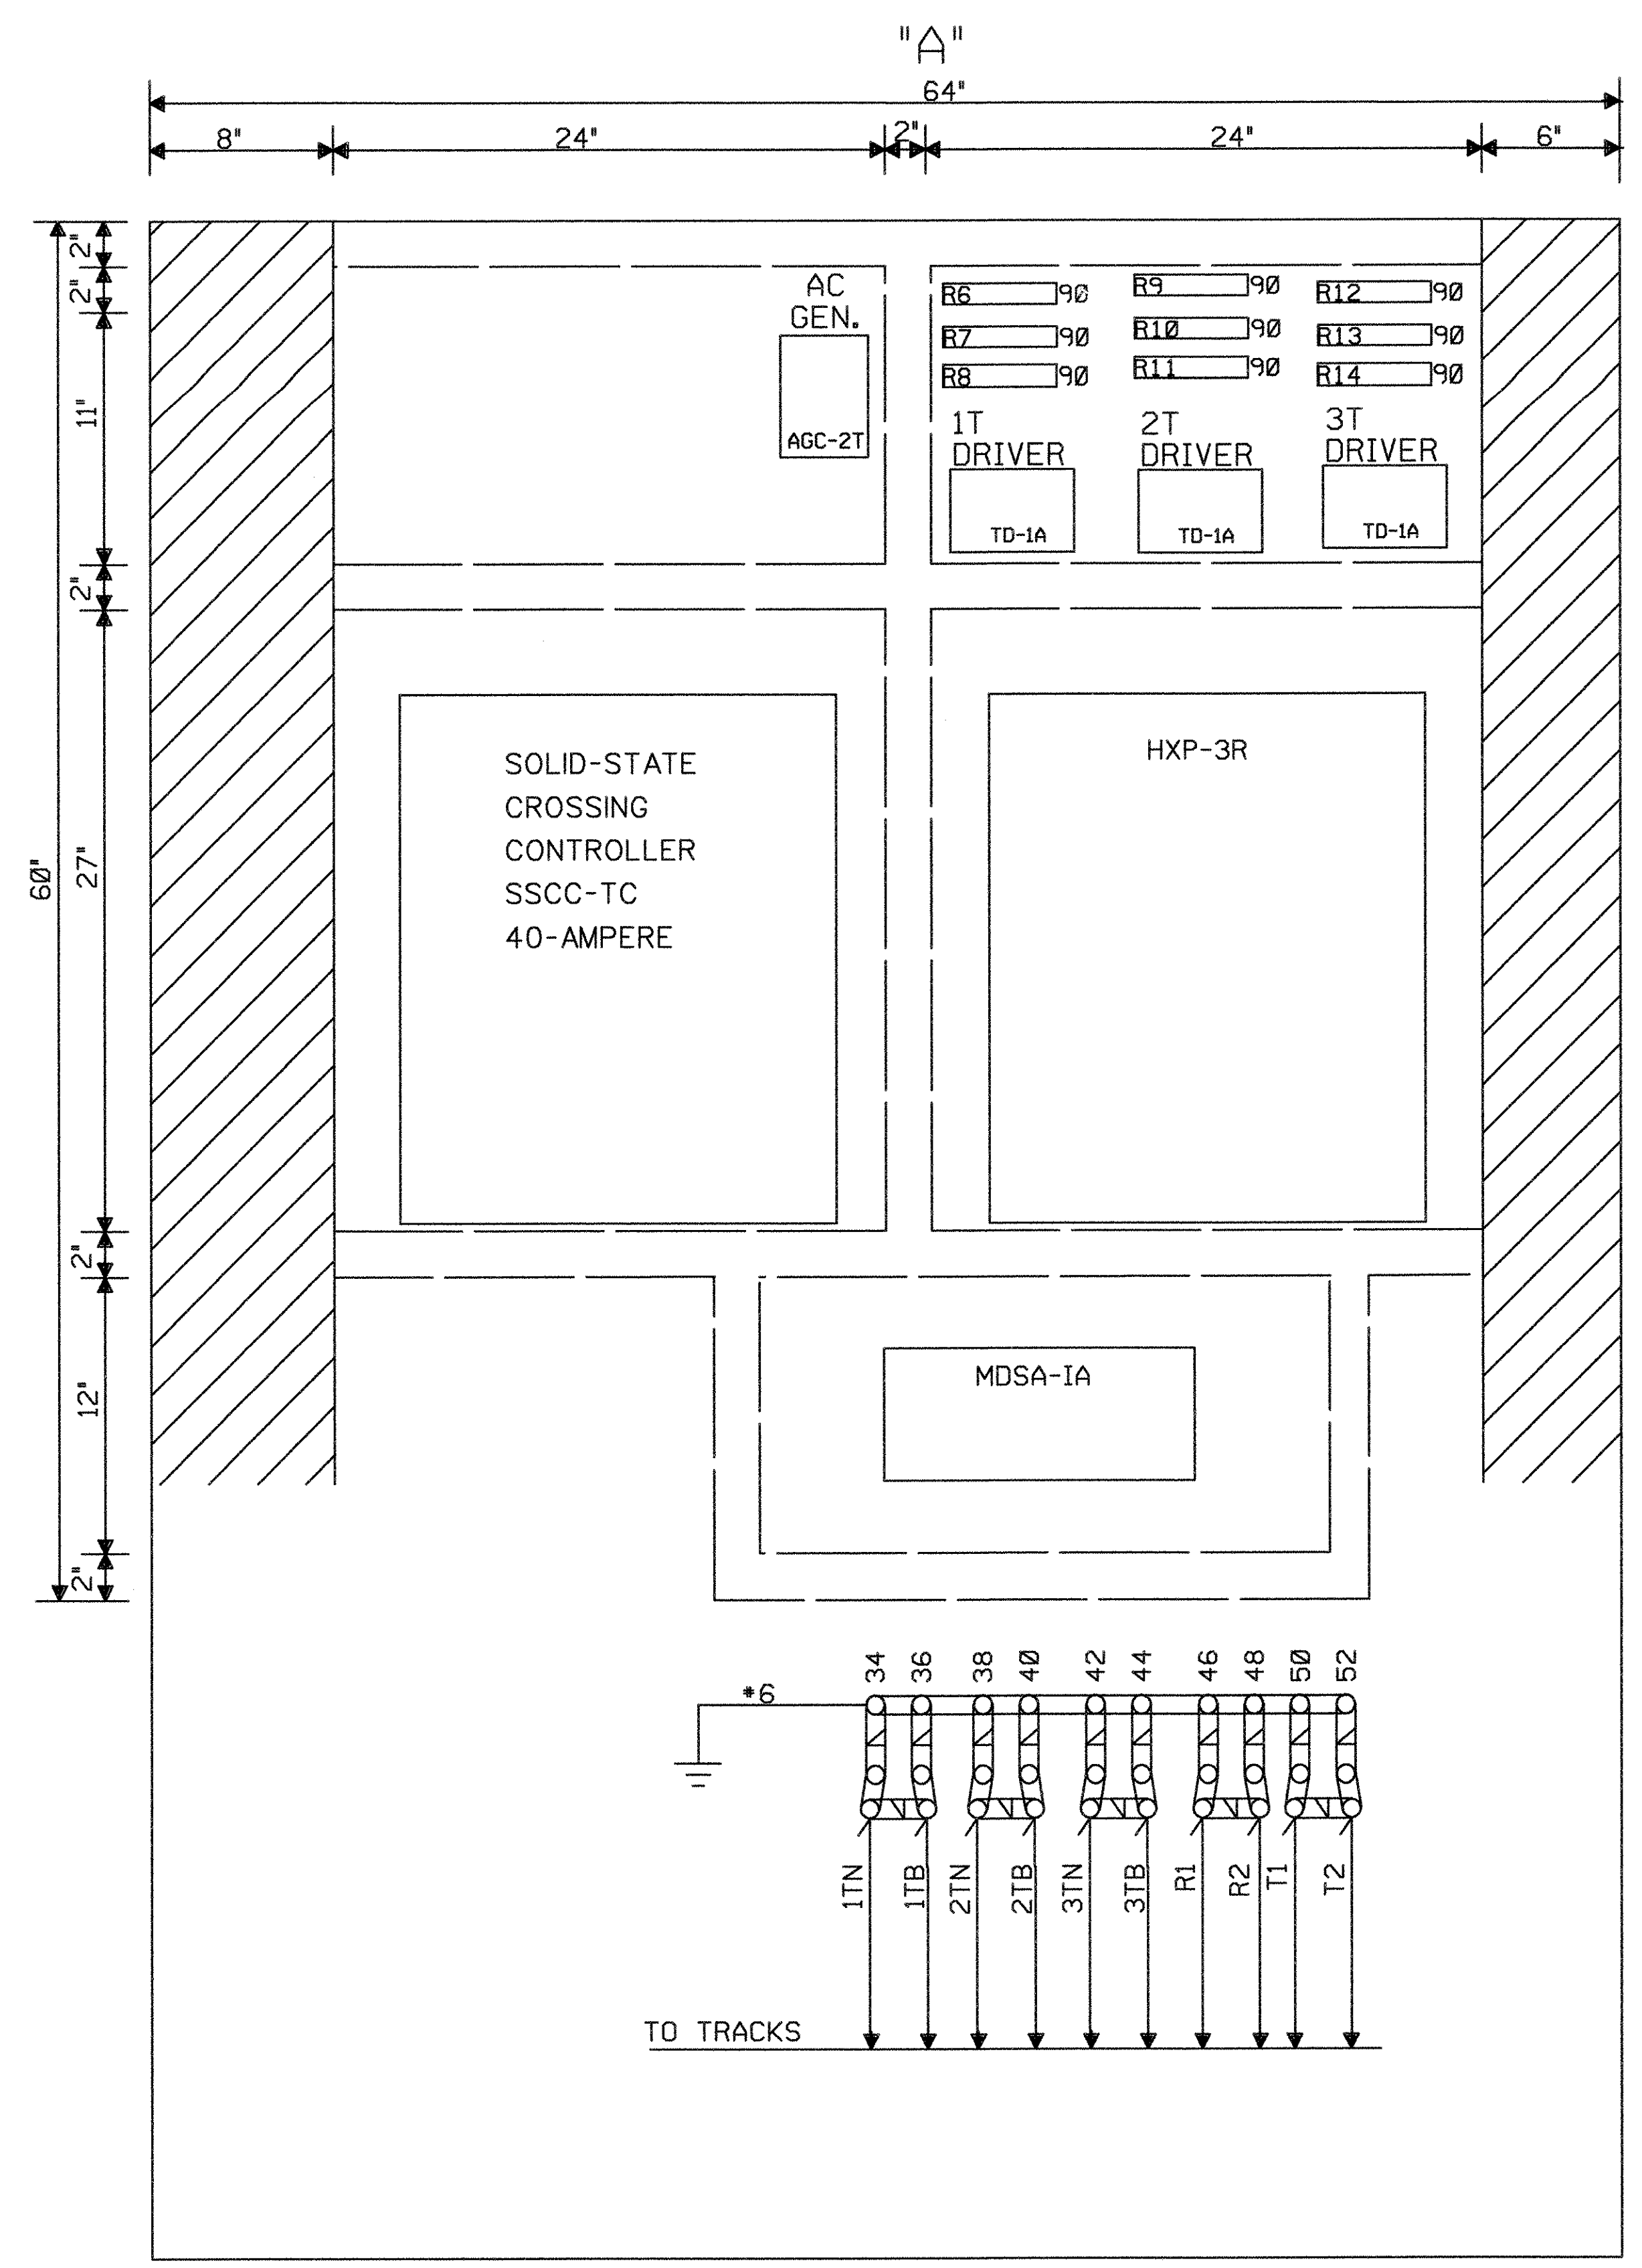 "A"
64"
8" 24" 2" 24" 6"
2"
2"
11"
2"
60"
27"
2"
12"
2"
AC
GEN.
AGC-2T
R6 90 R9 90 R12 90
R7 90 R10 90 R13 90
R8 90 R11 90 R14 90
1T
DRIVER
TD-1A
2T
DRIVER
TD-1A
3T
DRIVER
TD-1A
SOLID-STATE
CROSSING
CONTROLLER
SSCC-TC
40-AMPERE
HXP-3R
MDSA-IA
34 36 38 40 42 44 46 48 50 52
*6
1TN 1TB 2TN 2TB 3TN 3TB R1 R2 T1 T2
TO TRACKS